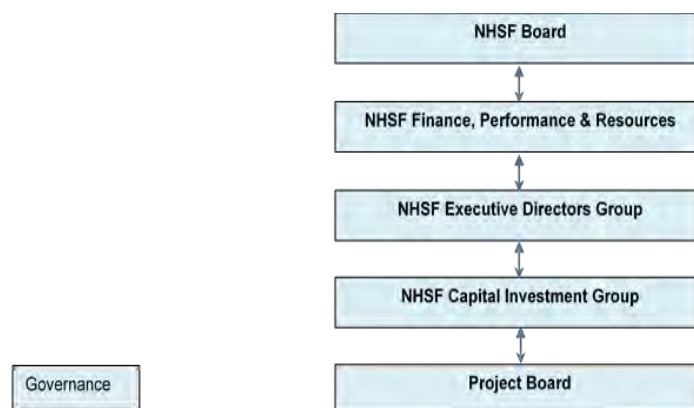 NHSF Board
NHSF Finance, Performance & Resources
NHSF Executive Directors Group
NHSF Capital Investment Group
Governance
Project Board